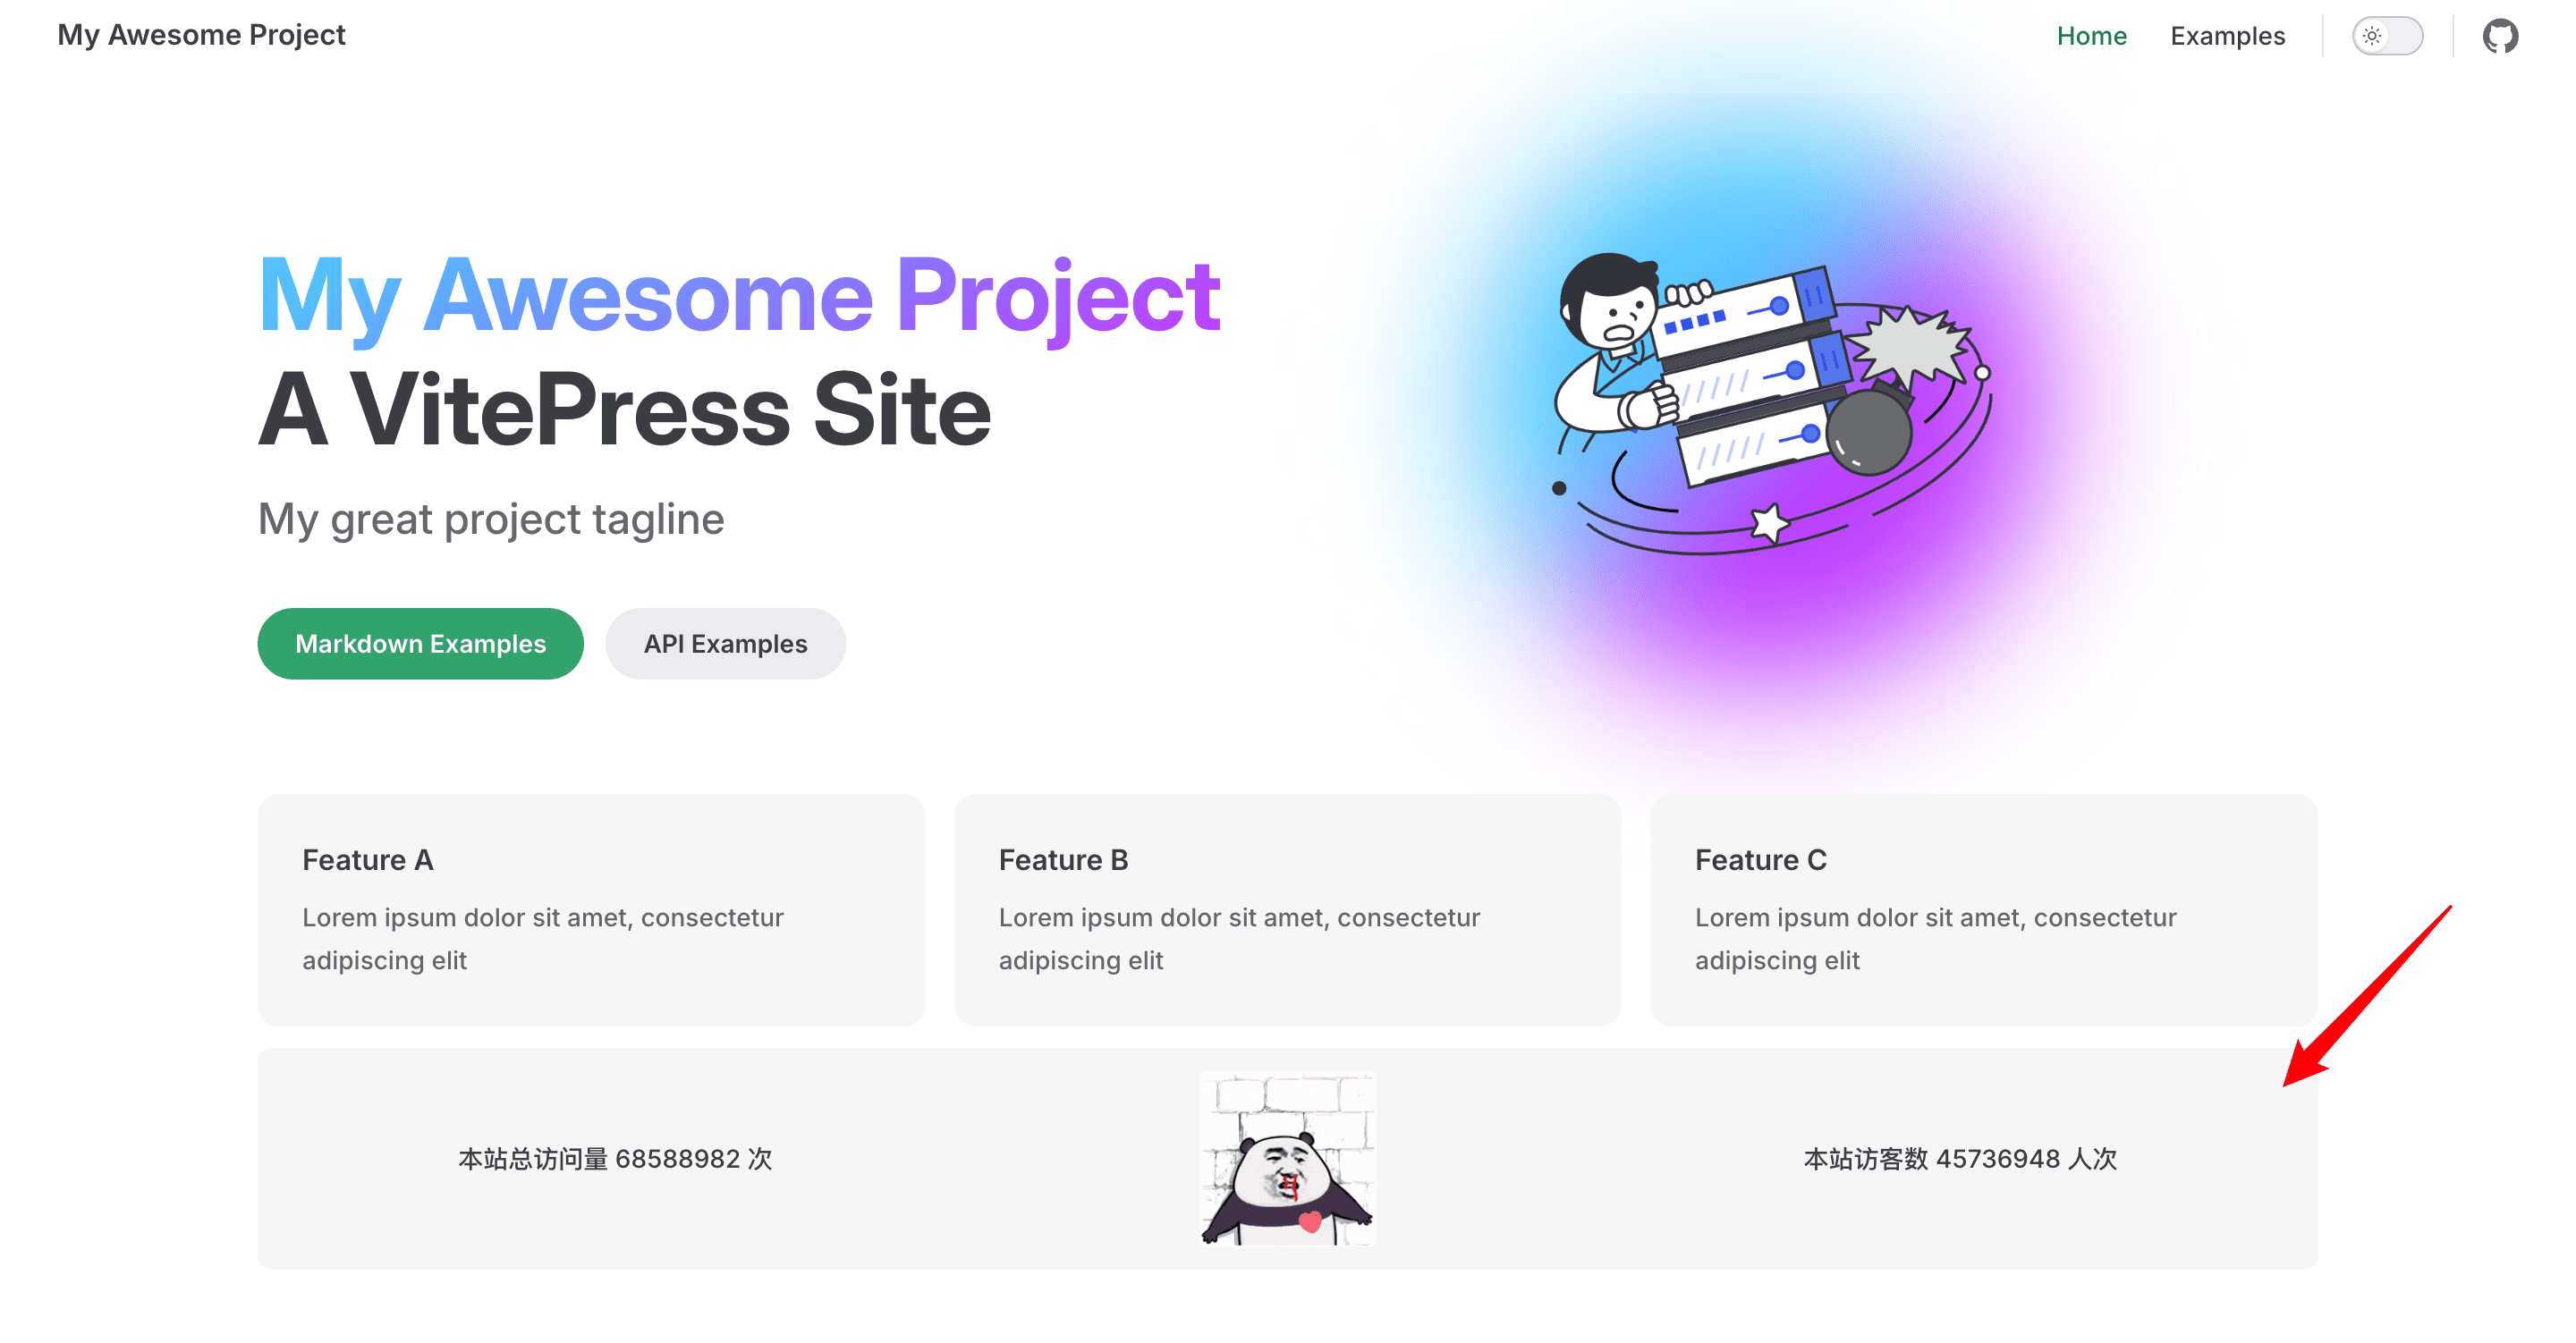 My Awesome Project
Home
Examples
My Awesome Project
A VitePress Site
My great project tagline
Markdown Examples
API Examples
Feature A
Lorem ipsum dolor sit amet, consectetur
adipiscing elit
Feature B
Lorem ipsum dolor sit amet, consectetur
adipiscing elit
Feature C
Lorem ipsum dolor sit amet, consectetur
adipiscing elit
本站总访问量 68588982 次
本站访客数 45736948 人次